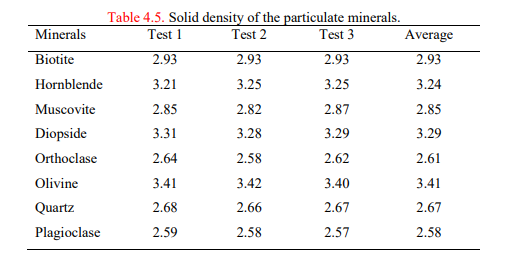 Table 4.5. Solid density of the particulate minerals.
Minerals Test 1 Test 2 Test 3 Average
Biotite 2.93 2.93 2.93 2.93
Hornblende 3.21 3.25 3.25 3.24
Muscovite 2.85 2.82 2.87 2.85
Diopside 3.31 3.28 3.29 3.29
Orthoclase 2.64 2.58 2.62 2.61
Olivine 3.41 3.42 3.40 3.41
Quartz 2.68 2.66 2.67 2.67
Plagioclase 2.59 2.58 2.57 2.58